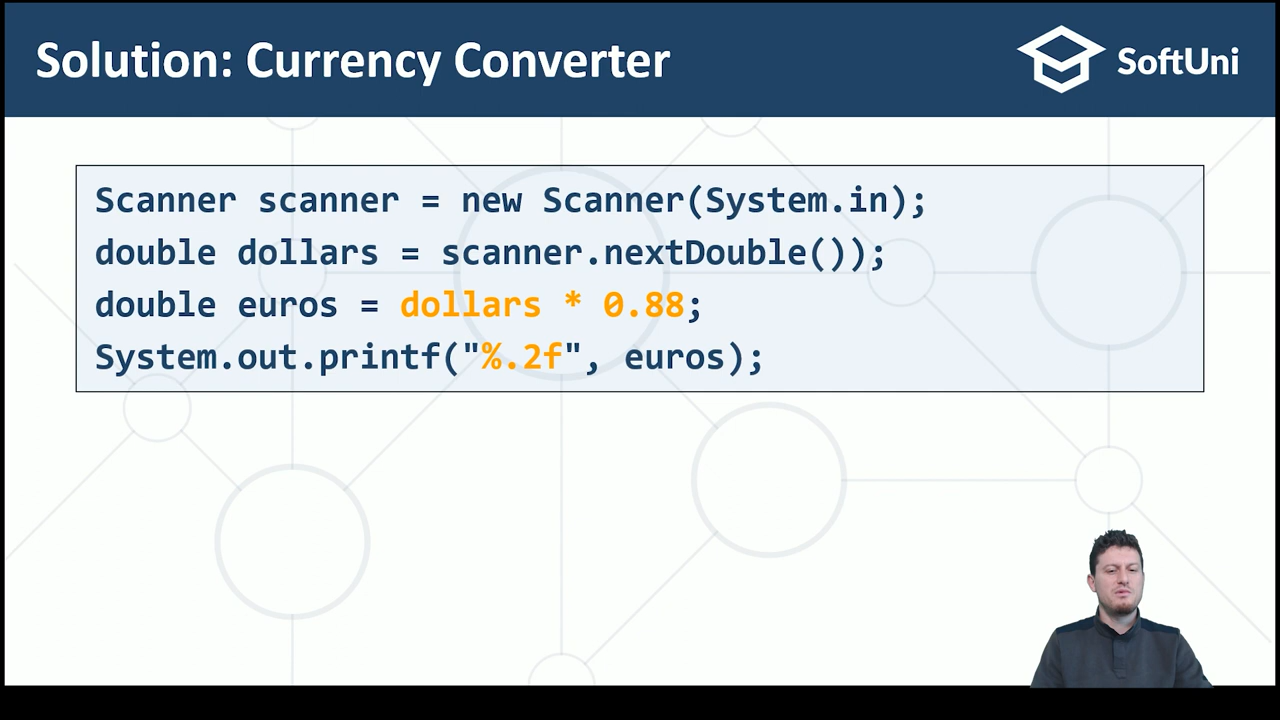 Solution: Currency Converter
SoftUni
Scanner scanner = new Scanner(System.in);
double dollars = scanner.nextDouble());
double euros = dollars * 0.88;
System.out.printf("%.2f", euros);